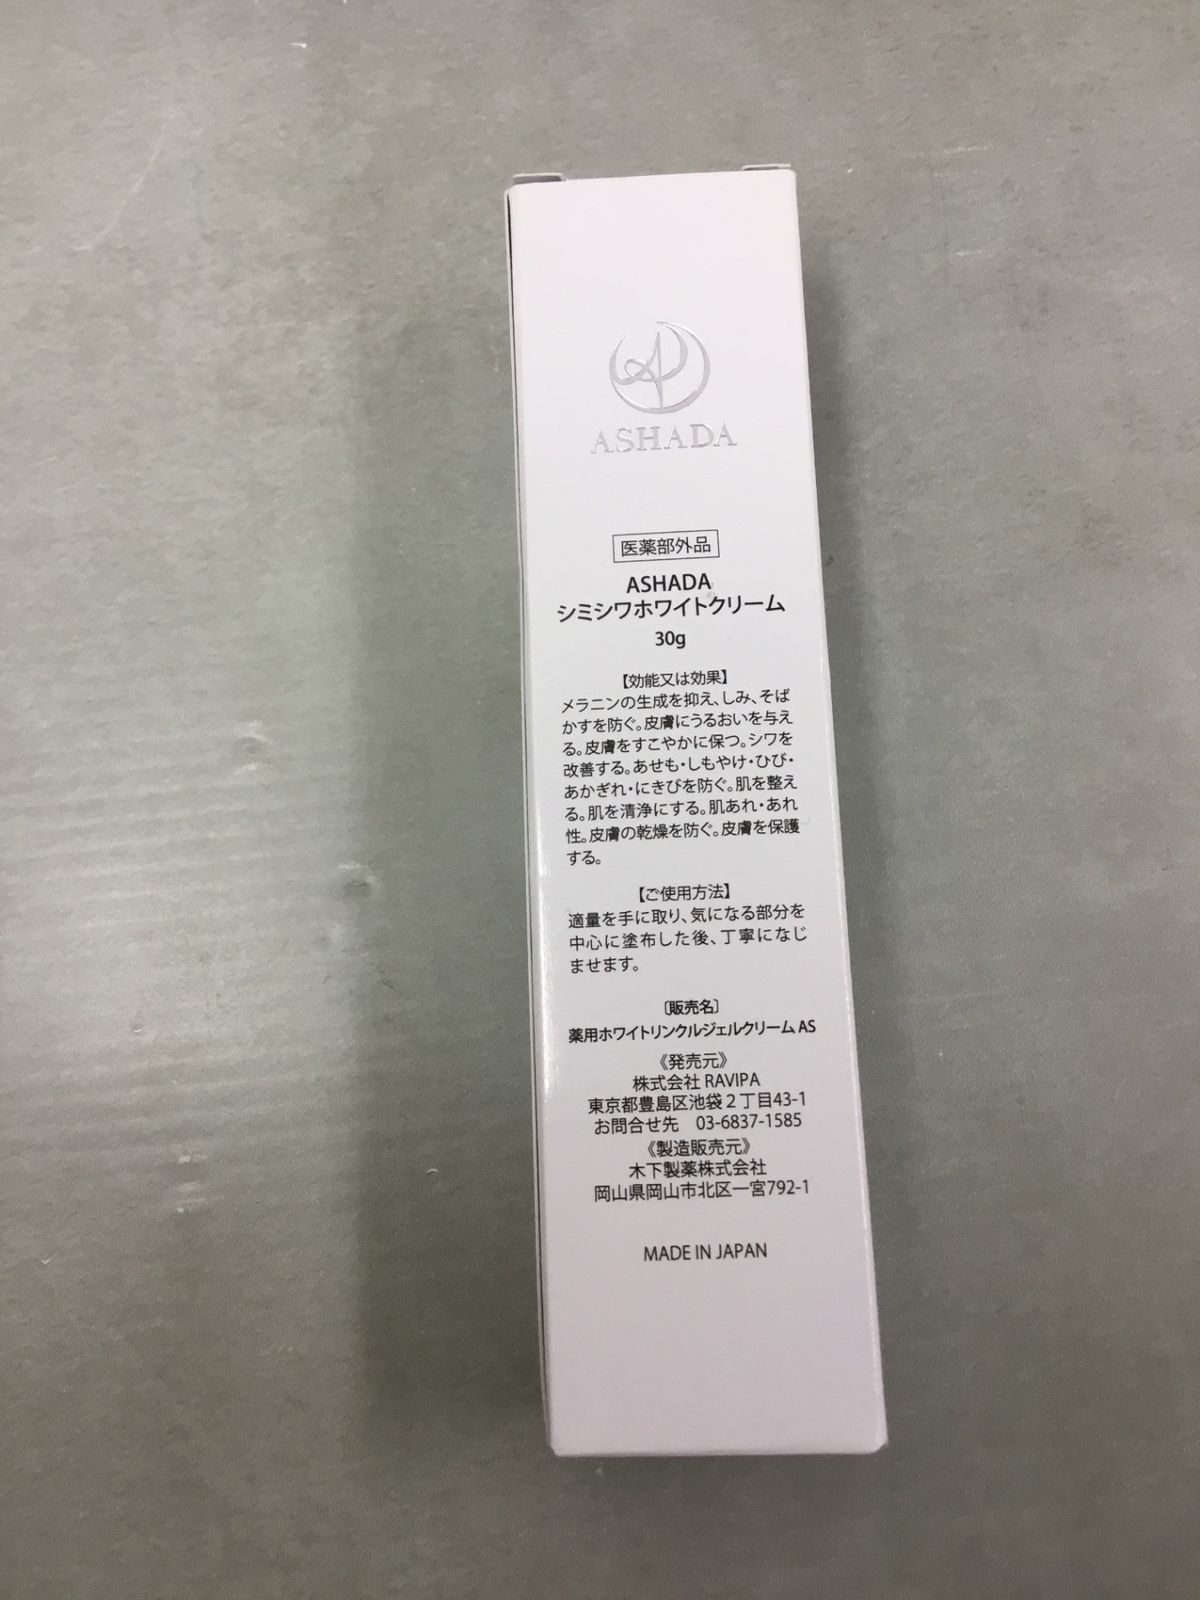 ASHADA
医薬部外品
ASHADA
シミシワホワイトクリーム
30g
【効能又は効果】
メラニンの生成を抑え、しみ、そば
かすを防ぐ。皮膚にうるおいを与え
る。皮膚をすこやかに保つ。シワを
改善する。あせも・しもやけ・ひび・
あかぎれ・にきびを防ぐ。肌を整え
る。肌を清浄にする。肌あれ・あれ
性。皮膚の乾燥を防ぐ。皮膚を保護
する。
【ご使用方法】
適量を手に取り、気になる部分を
中心に塗布した後、丁寧になじ
ませます。
〔販売名〕
薬用ホワイトリンクルジェルクリーム AS
《発売元》
株式会社 RAVIPA
東京都豊島区池袋２丁目43-1
お問合せ先　03-6837-1585
《製造販売元》
木下製薬株式会社
岡山県岡山市北区一宮792-1
MADE IN JAPAN